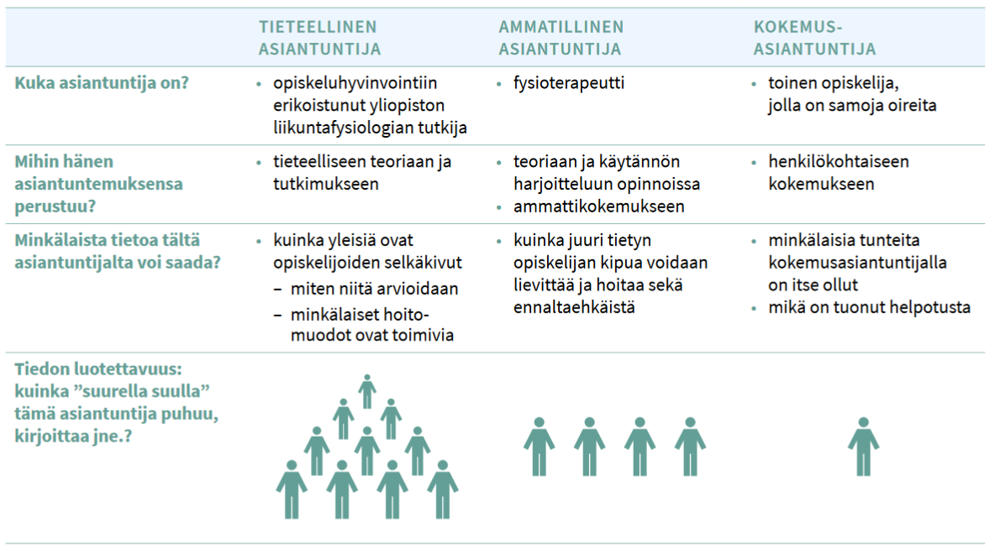 TIETEELLINEN
ASIANTUNTIJA
AMMATILLINEN
ASIANTUNTIJA
KOKEMUS-
ASIANTUNTIJA
Kuka asiantuntija on?
• opiskeluhyvinvointiin
erikoistunut yliopiston
liikuntafysiologian tutkija
• fysioterapeutti
• toinen opiskelija,
jolla on samoja oireita
Mihin hänen
asiantuntemuksensa
perustuu?
• tieteelliseen teoriaan ja
tutkimukseen
• teoriaan ja käytännön
harjoitteluun opinnoissa
• ammattikokemukseen
• henkilökohtaiseen
kokemukseen
Minkälaista tietoa tältä
asiantuntijalta voi saada?
• kuinka yleisiä ovat
opiskelijoiden selkäkivut
– miten niitä arvioidaan
– minkälaiset hoito-
muodot ovat toimivia
• kuinka juuri tietyn
opiskelijan kipua voidaan
lievittää ja hoitaa sekä
ennaltaehkäistä
• minkälaisia tunteita
kokemusasiantuntijalla
on itse ollut
• mikä on tuonut helpotusta
Tiedon luotettavuus:
kuinka ”suurella suulla”
tämä asiantuntija puhuu,
kirjoittaa jne.?